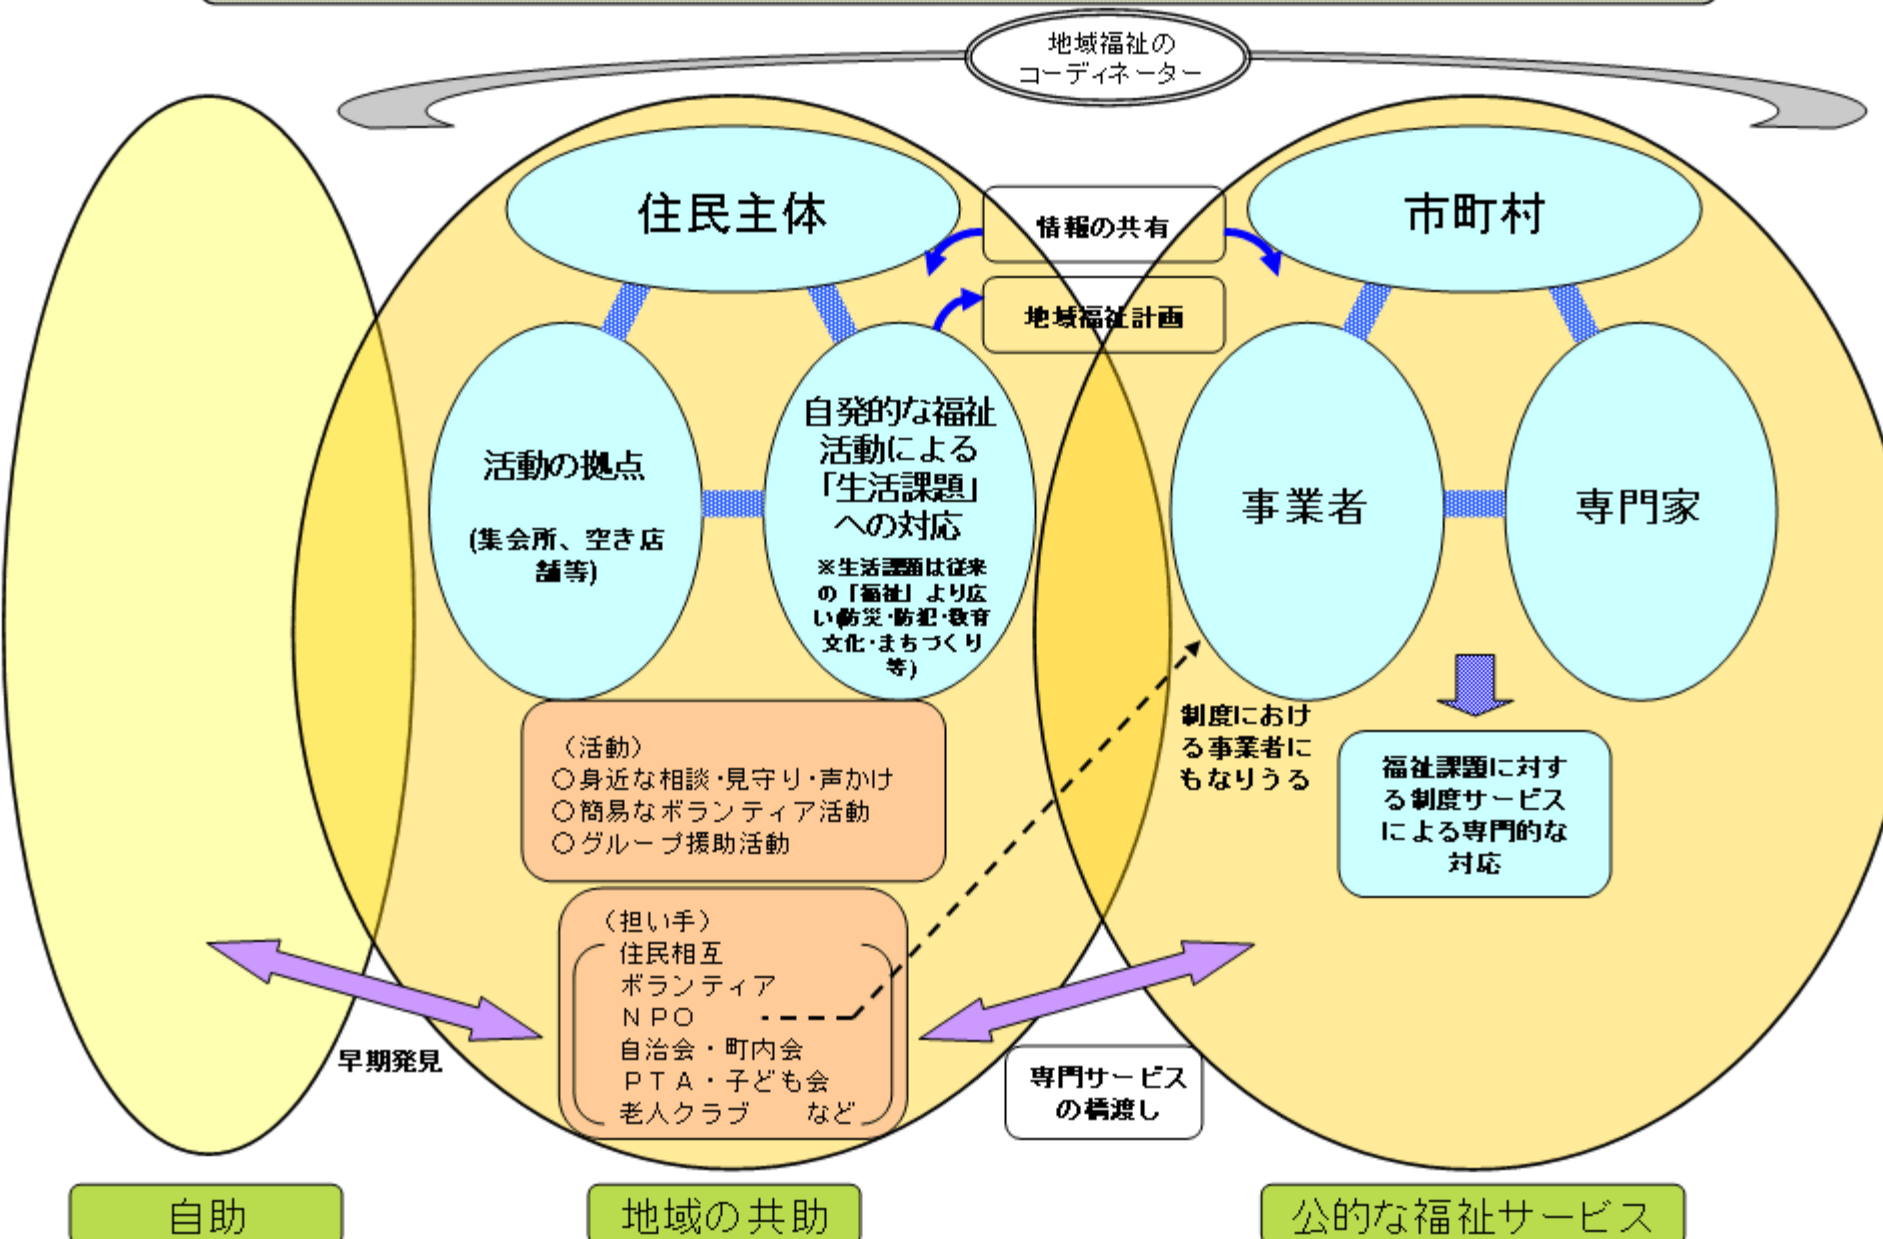 地域福祉の
コーディネーター
住民主体
情報の共有
市町村
地域福祉計画
活動の拠点
(集会所、空き店
舗等)
自発的な福祉
活動による
「生活課題」
への対応
※生活課題は従来
の「福祉」より広
い(防災・防犯・教育
文化・まちづくり
等)
事業者
専門家
(活動)
○身近な相談・見守り・声かけ
○簡易なボランティア活動
○グループ援助活動
制度におけ
る事業者に
もなりうる
福祉課題に対す
る制度サービス
による専門的な
対応
(担い手)
住民相互
ボランティア
NPO
自治会・町内会
PTA・子ども会
老人クラブ　など
早期発見
専門サービス
の橋渡し
自助
地域の共助
公的な福祉サービス